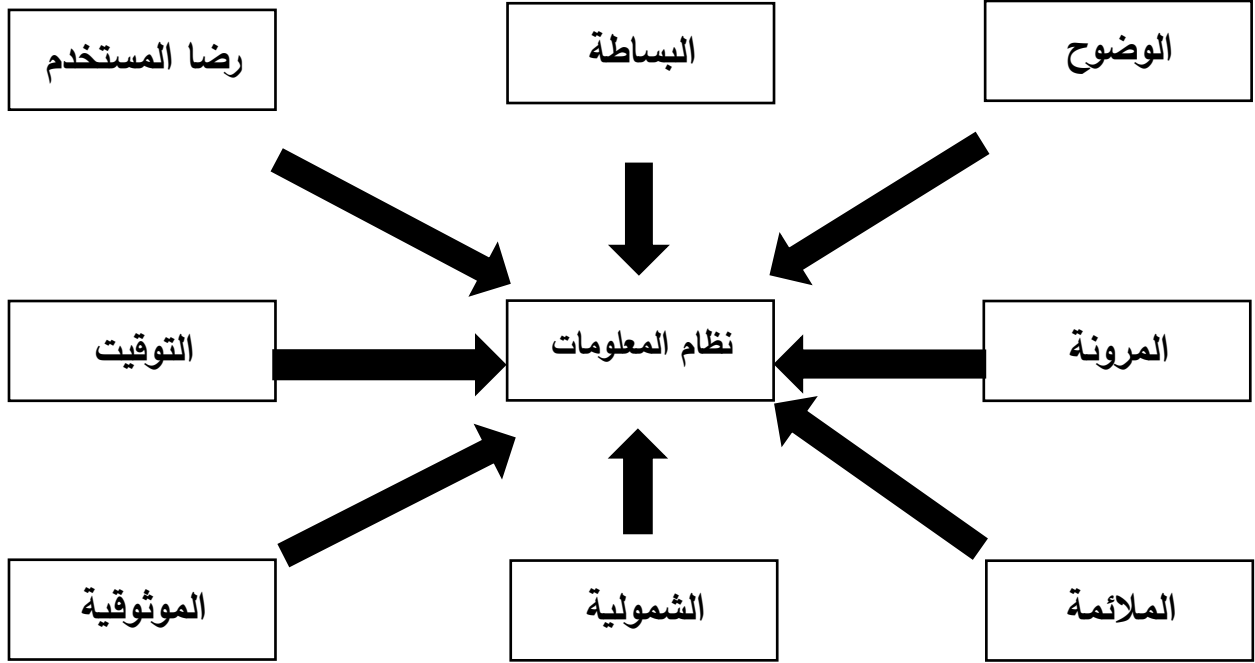 الوضوح
البساطة
رضا المستخدم
المرونة
نظام المعلومات
التوقيت
الملائمة
الشمولية
الموثوقية